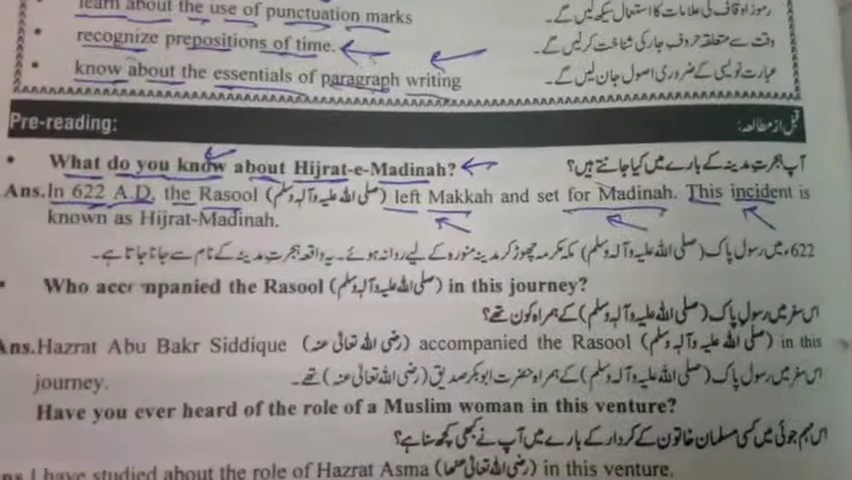 learn about the use of punctuation marks رموز اوقاف کی علامات کا استعمال سیکھیں گے۔
• recognize prepositions of time. وقت سے متعلقہ حروف جار کی شناخت کر لیں گے۔
• know about the essentials of paragraph writing عبارت نویسی کے ضروری اصول جان لیں گے۔
Pre-reading: قبل از مطالعہ:
• What do you know about Hijrat-e-Madinah? آپ ہجرتِ مدینہ کے بارے میں کیا جانتے ہیں؟
Ans. In 622 A.D, the Rasool (صلی اللہ علیہ وآلہ وسلم) left Makkah and set for Madinah. This incident is
known as Hijrat-Madinah.
622ء میں رسول پاک (صلی اللہ علیہ وآلہ وسلم) مکہ مکرمہ چھوڑ کر مدینہ منورہ کے لیے روانہ ہوئے۔ یہ واقعہ ہجرتِ مدینہ کے نام سے جانا جاتا ہے۔
• Who accompanied the Rasool (صلی اللہ علیہ وآلہ وسلم) in this journey?
اس سفر میں رسولِ پاک (صلی اللہ علیہ وآلہ وسلم) کے ہمراہ کون تھے؟
Ans. Hazrat Abu Bakr Siddique (رضی اللہ تعالیٰ عنہ) accompanied the Rasool (صلی اللہ علیہ وآلہ وسلم) in this
journey. اس سفر میں رسول پاک (صلی اللہ علیہ وآلہ وسلم) کے ہمراہ حضرت ابوبکر صدیق (رضی اللہ تعالیٰ عنہ) تھے۔
Have you ever heard of the role of a Muslim woman in this venture?
اس مہم جوئی میں کسی مسلمان خاتون کے کردار کے بارے میں آپ نے کبھی کچھ سنا ہے؟
Ans I have studied about the role of Hazrat Asma (رضی اللہ تعالیٰ عنھا) in this venture.